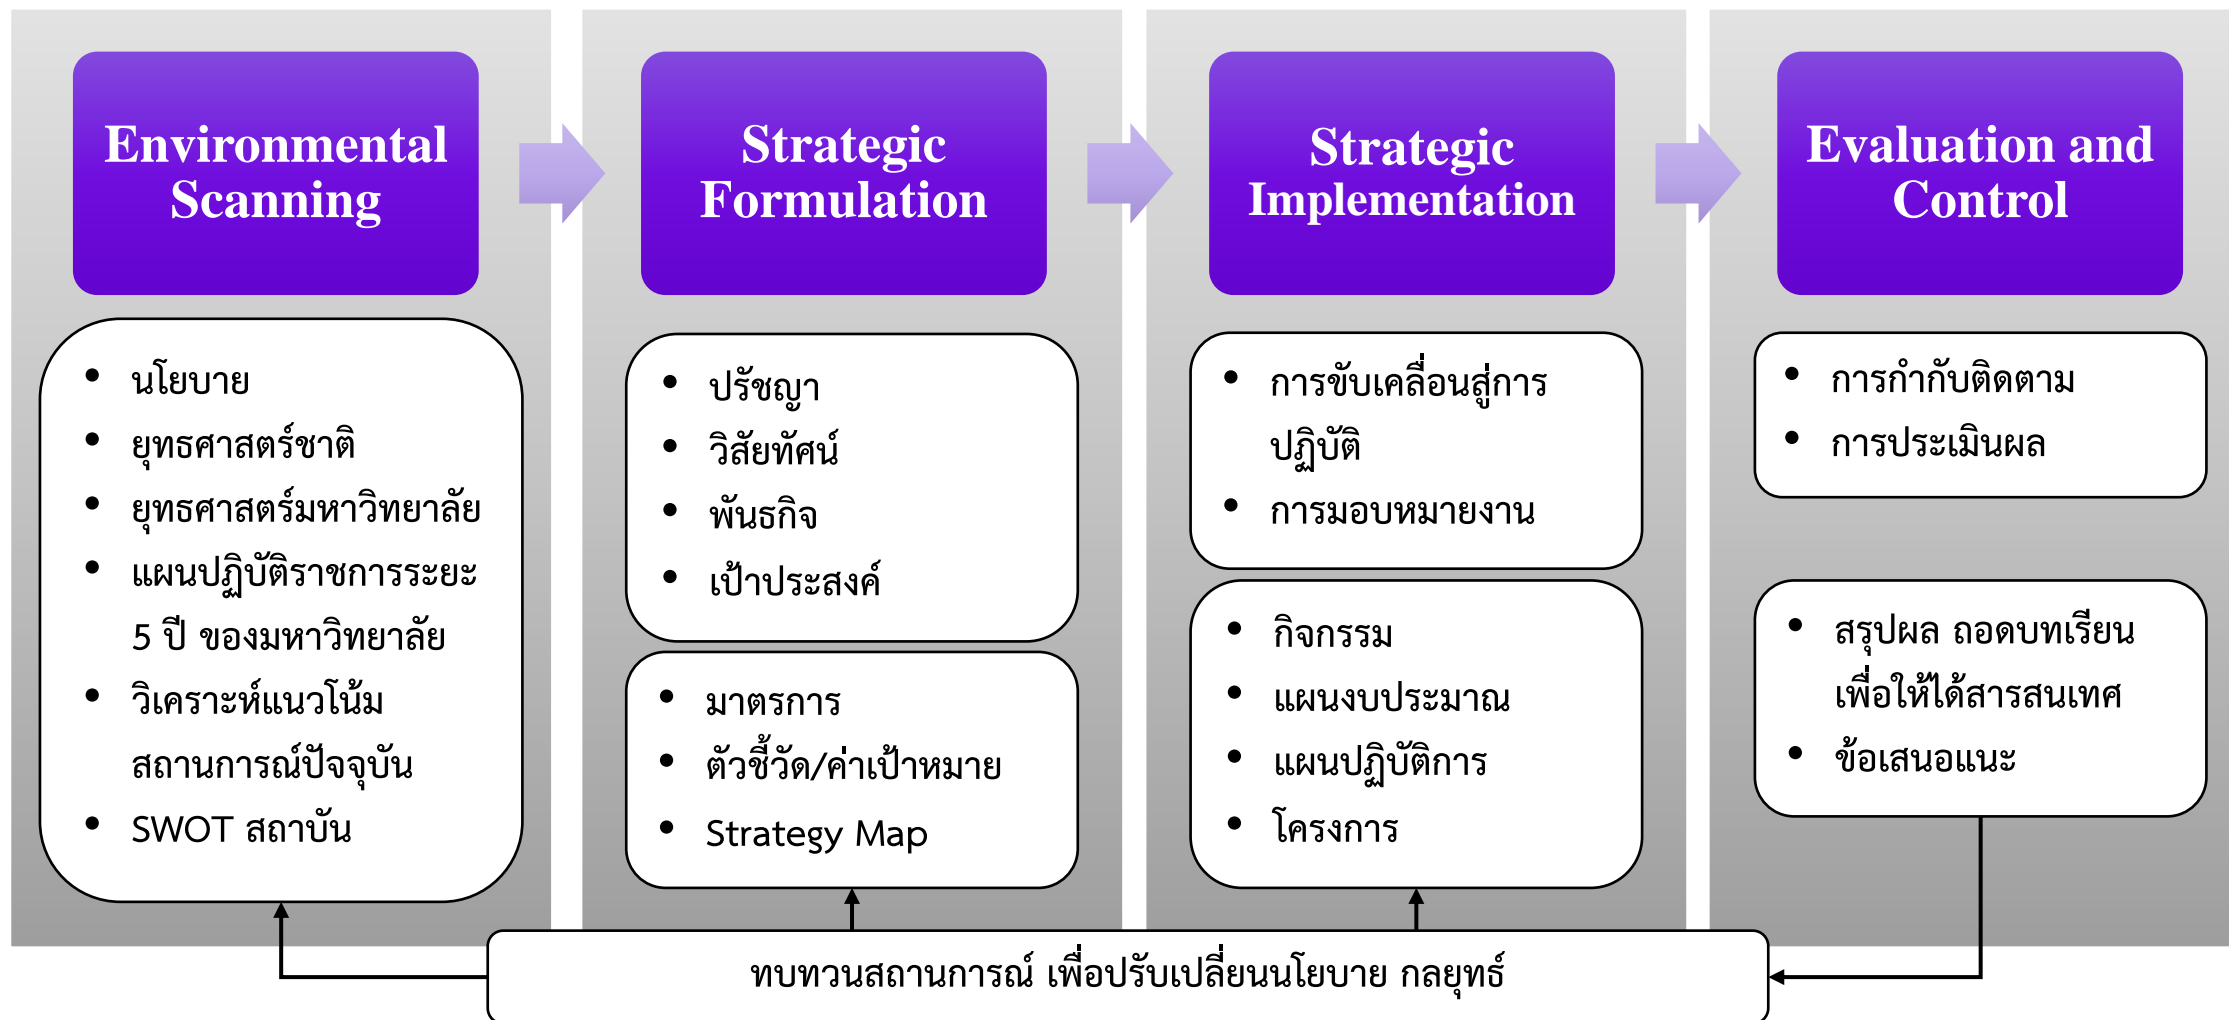 Environmental
Scanning
Strategic
Formulation
Strategic
Implementation
Evaluation and
Control
• นโยบาย
• ยุทธศาสตร์ชาติ
• ยุทธศาสตร์มหาวิทยาลัย
• แผนปฏิบัติราชการระยะ
5 ปี ของมหาวิทยาลัย
• วิเคราะห์แนวโน้ม
สถานการณ์ปัจจุบัน
• SWOT สถาบัน
• ปรัชญา
• วิสัยทัศน์
• พันธกิจ
• เป้าประสงค์
• มาตรการ
• ตัวชี้วัด/ค่าเป้าหมาย
• Strategy Map
• การขับเคลื่อนสู่การ
ปฏิบัติ
• การมอบหมายงาน
• กิจกรรม
• แผนงบประมาณ
• แผนปฏิบัติการ
• โครงการ
• การกำกับติดตาม
• การประเมินผล
• สรุปผล ถอดบทเรียน
เพื่อให้ได้สารสนเทศ
• ข้อเสนอแนะ
ทบทวนสถานการณ์ เพื่อปรับเปลี่ยนนโยบาย กลยุทธ์